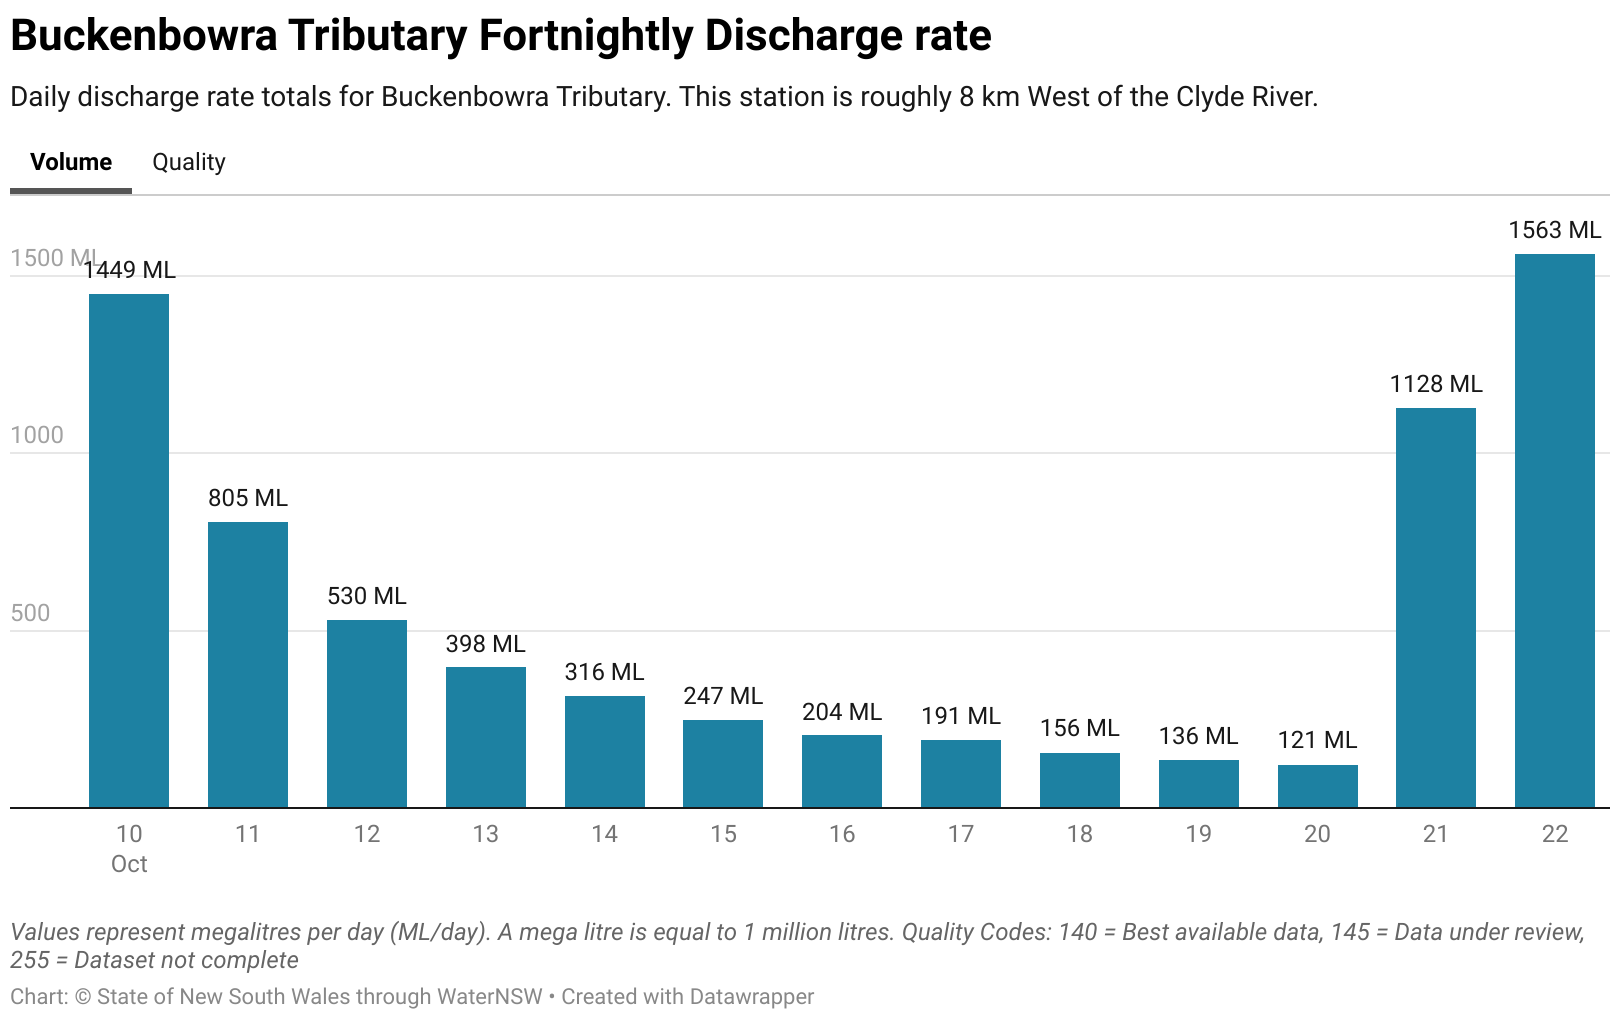 Buckenbowra Tributary Fortnightly Discharge rate
Daily discharge rate totals for Buckenbowra Tributary. This station is roughly 8 km West of the Clyde River.
Volume Quality
1563 ML
1500 ML
1449 ML
1128 ML
1000
805 ML
530 ML
500
398 ML
316 ML
247 ML
204 ML
191 ML
156 ML
136 ML
121 ML
10 11 12 13 14 15 16 17 18 19 20 21 22
Oct
Values represent megalitres per day (ML/day). A mega litre is equal to 1 million litres. Quality Codes: 140 = Best available data, 145 = Data under review,
255 = Dataset not complete
Chart: © State of New South Wales through WaterNSW • Created with Datawrapper